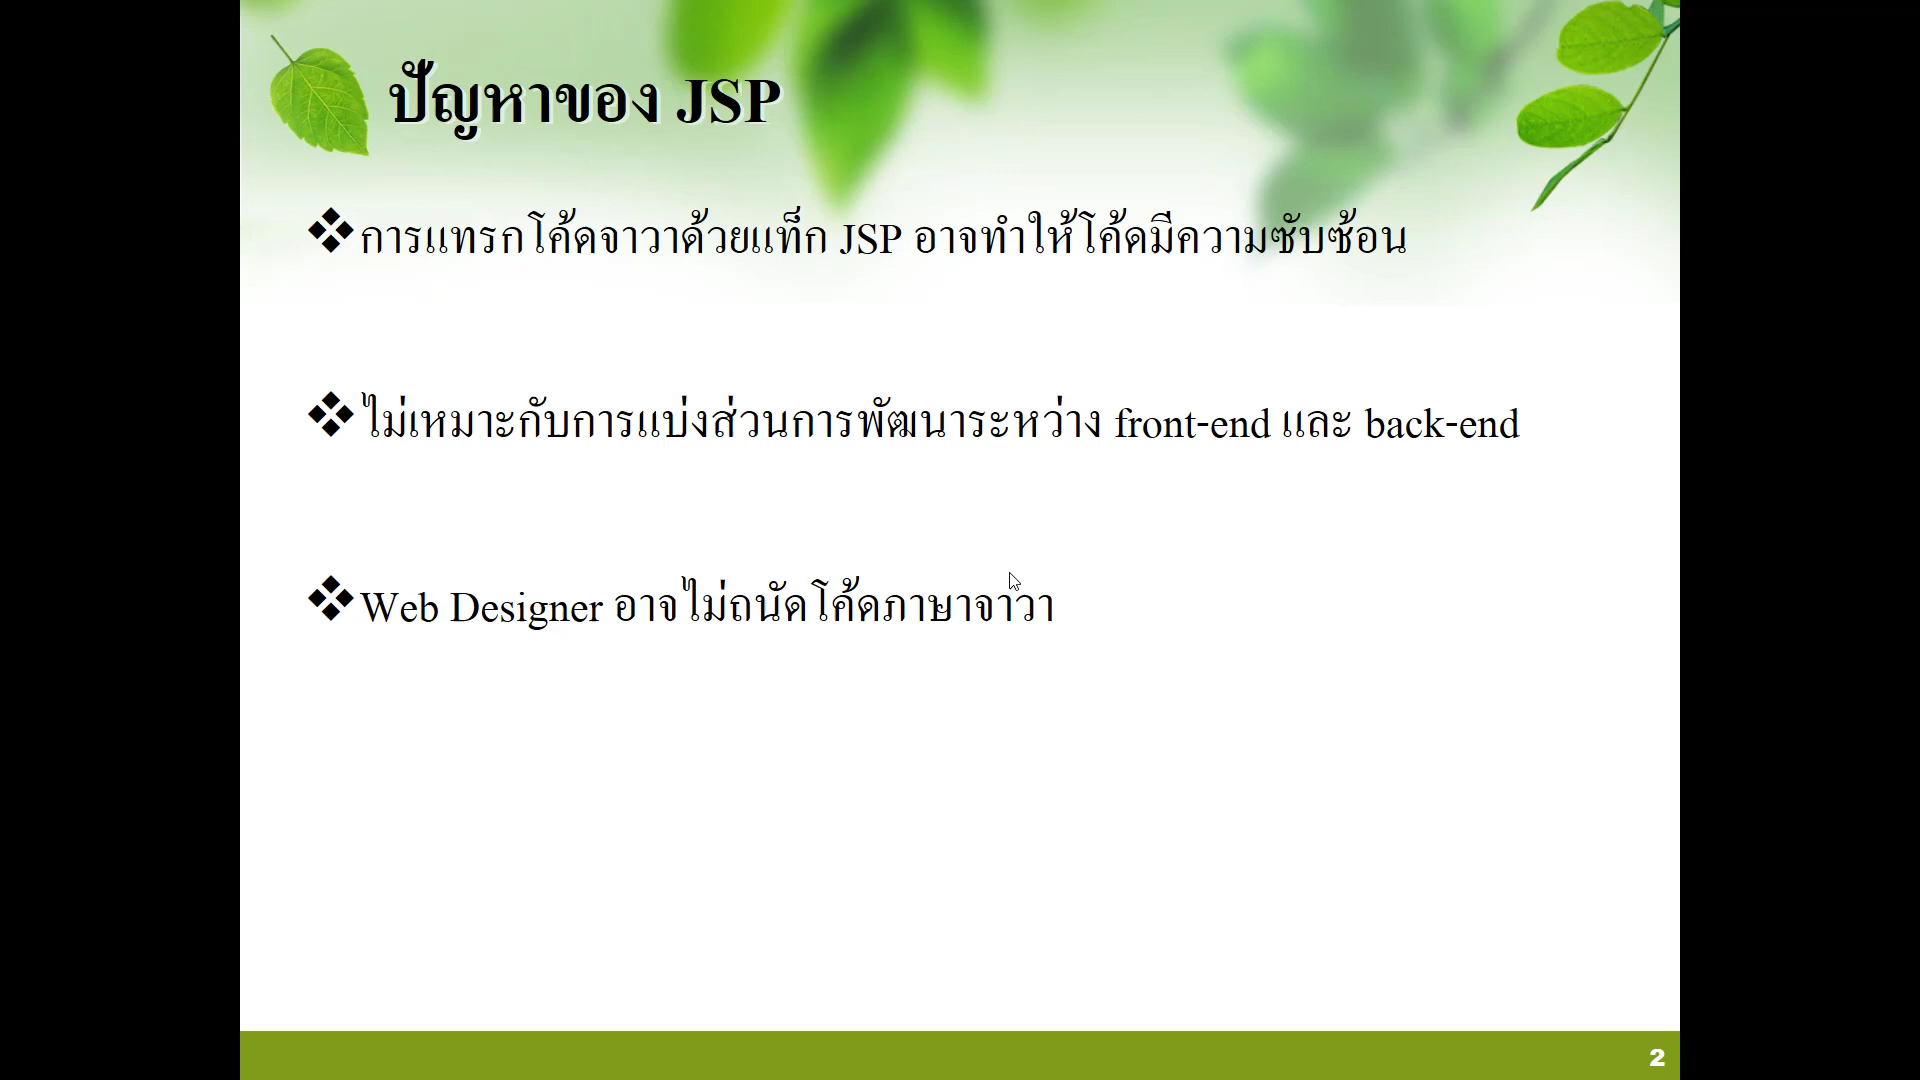 ปัญหาของ JSP
❖การแทรกโค้ดจาวาด้วยแท็ก JSP อาจทำให้โค้ดมีความซับซ้อน
❖ไม่เหมาะกับการแบ่งส่วนการพัฒนาระหว่าง front-end และ back-end
❖Web Designer อาจไม่ถนัดโค้ดภาษาจาวา
2